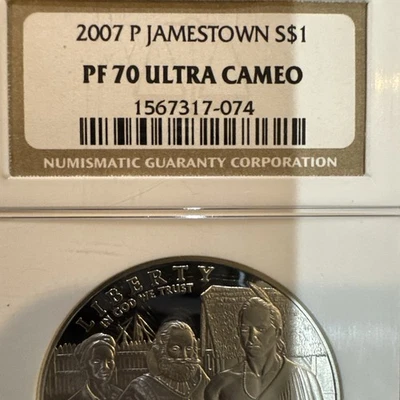 2007 P JAMESTOWN S$1
PF 70 ULTRA CAMEO
1567317-074
NUMISMATIC GUARANTY CORPORATION
LIBERTY
IN GOD WE TRUST